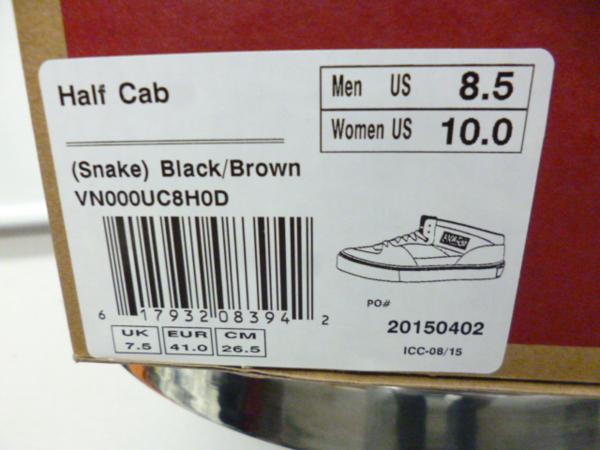 Half Cab
Men US 8.5
Women US 10.0
(Snake) Black/Brown
VN000UC8H0D
6 17932 08394 2
UK 7.5
EUR 41.0
CM 26.5
PO#
20150402
ICC-08/15